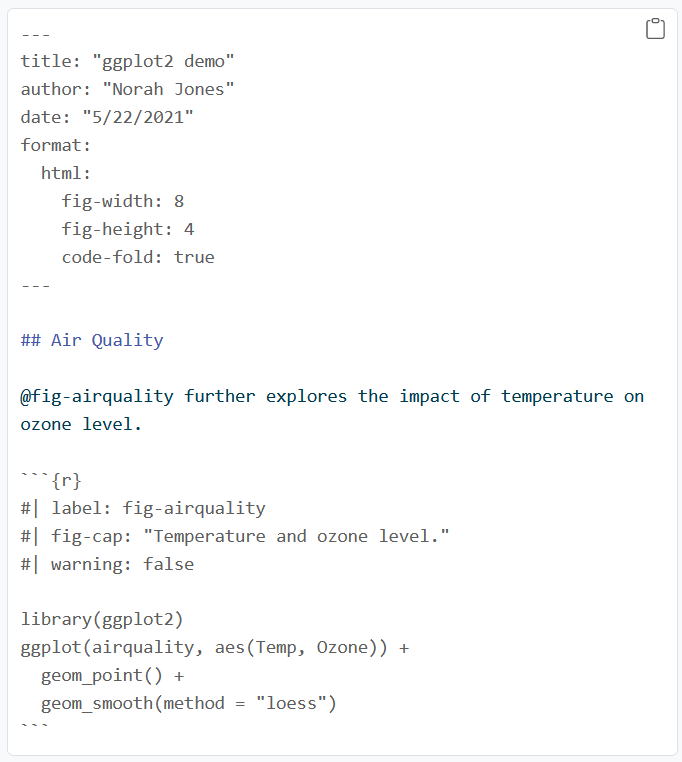 ---
title: "ggplot2 demo"
author: "Norah Jones"
date: "5/22/2021"
format:
  html:
    fig-width: 8
    fig-height: 4
    code-fold: true
---

## Air Quality

@fig-airquality further explores the impact of temperature on
ozone level.

```{r}
#| label: fig-airquality
#| fig-cap: "Temperature and ozone level."
#| warning: false

library(ggplot2)
ggplot(airquality, aes(Temp, Ozone)) +
  geom_point() +
  geom_smooth(method = "loess")
```